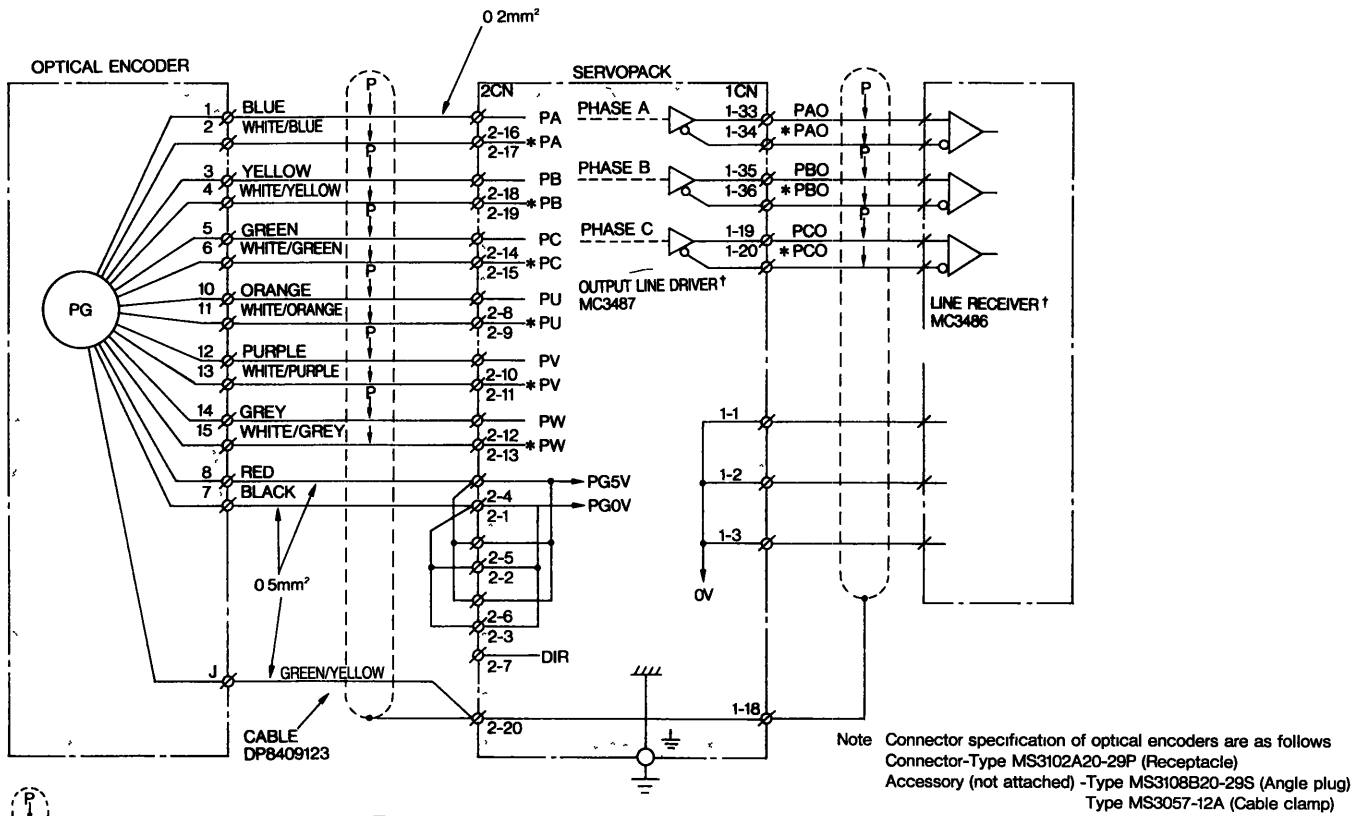 0 2mm²
OPTICAL ENCODER
SERVOPACK
P
2CN
1CN
P
1 BLUE
PA
PHASE A
1-33
PAO
2 WHITE/BLUE
2-16
1-34
*PAO
2-17
*PA
P
P
3 YELLOW
PB
PHASE B
1-35
PBO
4 WHITE/YELLOW
2-18
1-36
*PBO
2-19
*PB
P
P
5 GREEN
PC
PHASE C
1-19
PCO
6 WHITE/GREEN
2-14
1-20
*PCO
2-15
*PC
P
10 ORANGE
PU
OUTPUT LINE DRIVER†
MC3487
LINE RECEIVER†
MC3486
PG
11 WHITE/ORANGE
2-8
2-9
*PU
P
12 PURPLE
PV
13 WHITE/PURPLE
2-10
2-11
*PV
P
14 GREY
PW
1-1
15 WHITE/GREY
2-12
2-13
*PW
8 RED
PG5V
1-2
7 BLACK
2-4
PG0V
2-1
1-3
2-5
2-2
0 5mm²
0V
2-6
2-3
2-7
DIR
J
GREEN/YELLOW
1-18
2-20
CABLE
DP8409123
Note Connector specification of optical encoders are as follows
Connector-Type MS3102A20-29P (Receptacle)
Accessory (not attached) -Type MS3108B20-29S (Angle plug)
Type MS3057-12A (Cable clamp)
P